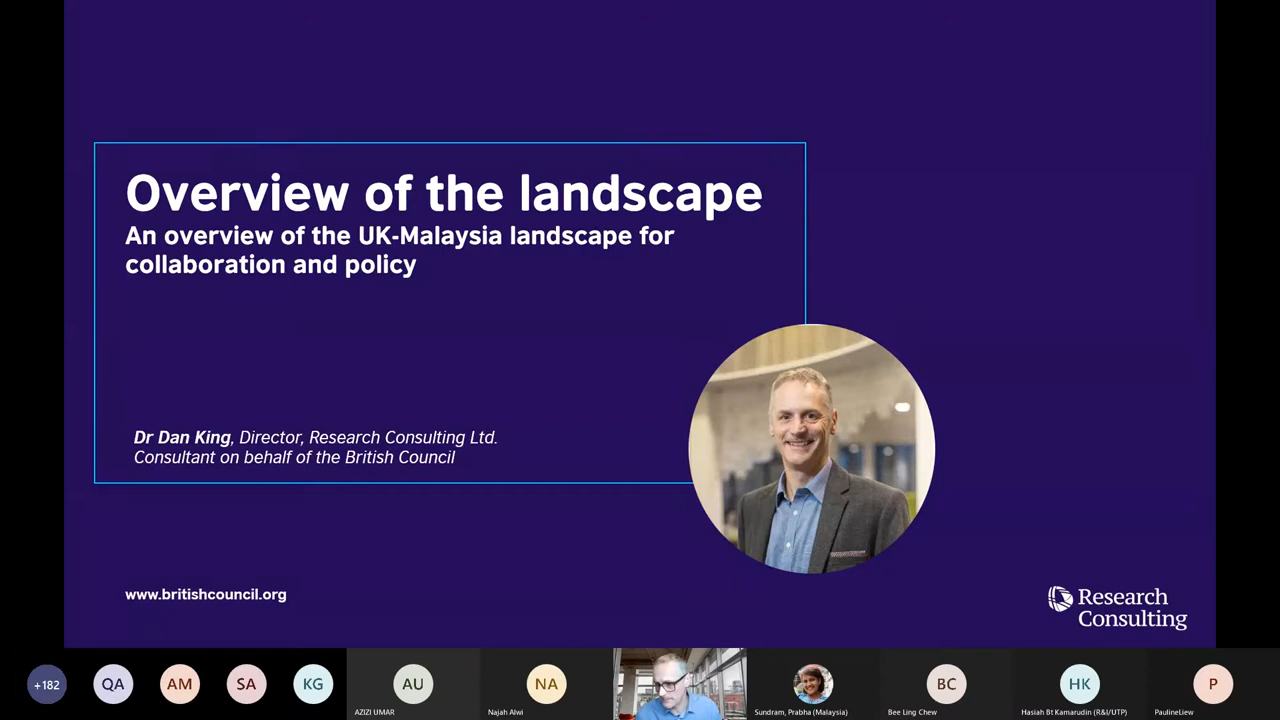 Overview of the landscape
An overview of the UK-Malaysia landscape for
collaboration and policy
Dr Dan King, Director, Research Consulting Ltd.
Consultant on behalf of the British Council
www.britishcouncil.org
Research
Consulting
+182
QA
AM
SA
KG
AU
AZIZI UMAR
NA
Najah Alwi
Sundram, Prabha (Malaysia)
BC
Bee Ling Chew
HK
Hasiah Bt Kamarudin (R&I/UTP)
P
PaulineLiew